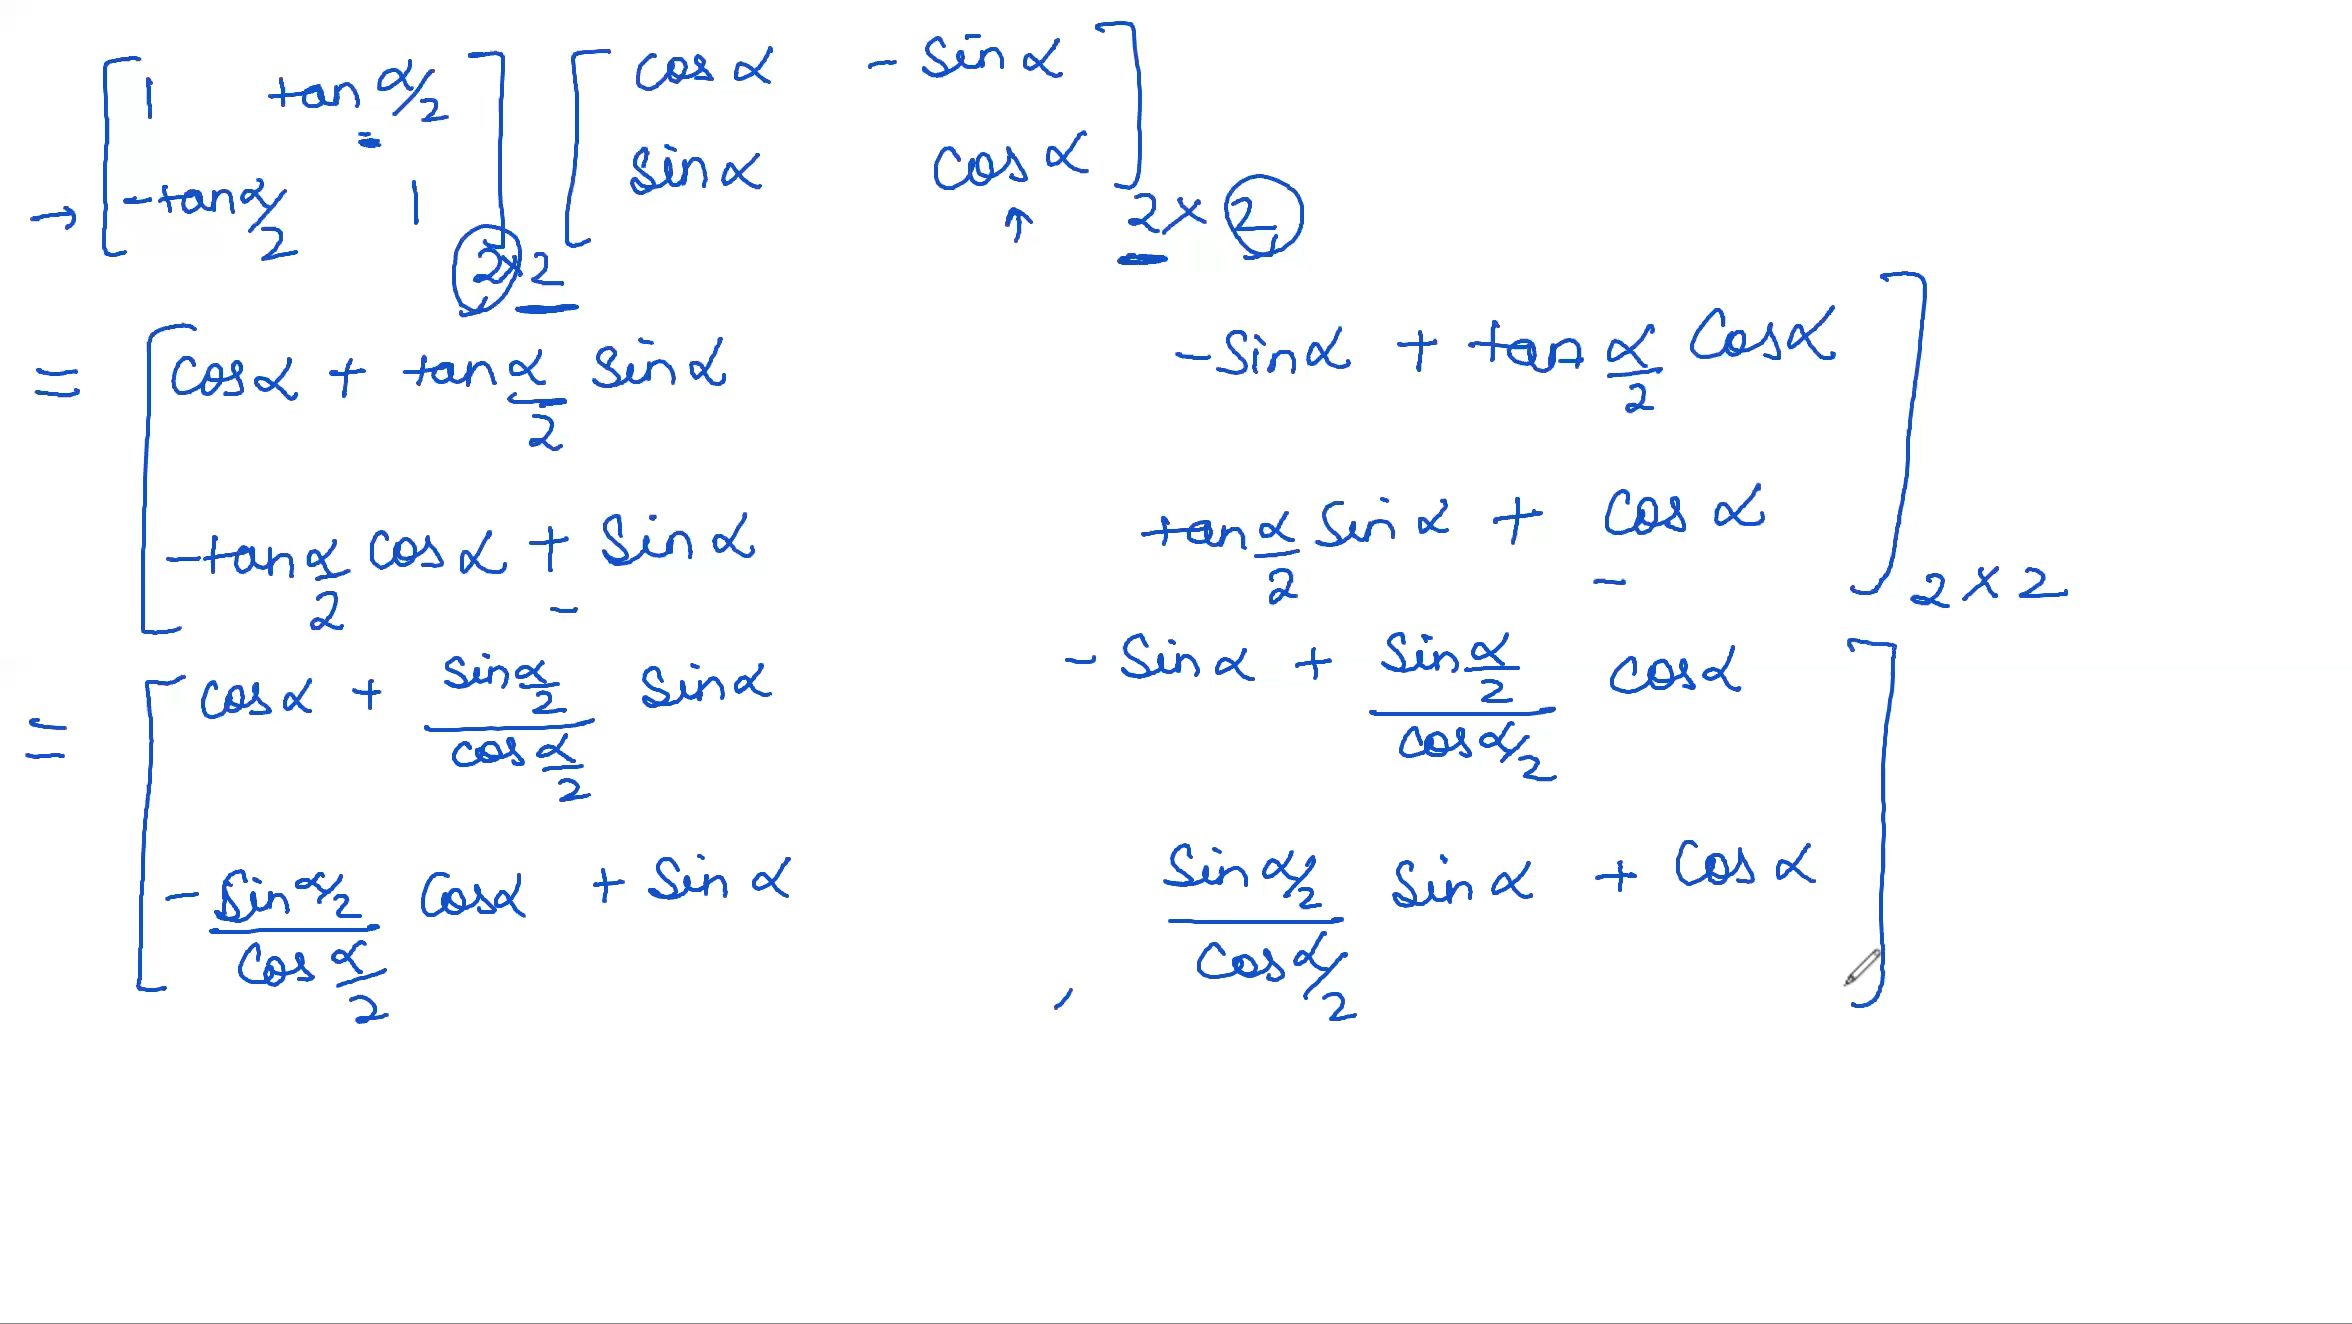 → [ 1 tan α/2 ] [ cos α - sin α ]
[ -tan α/2 1 ] 2×2 [ sin α cos α ] 2×2
= [ cos α + tan α/2 sin α -sin α + tan α/2 cos α ]
[ -tan α/2 cos α + sin α tan α/2 sin α + cos α ] 2×2
= [ cos α + (sin α/2)/(cos α/2) sin α - sin α + (sin α/2)/(cos α/2) cos α ]
[ - (sin α/2)/(cos α/2) cos α + sin α , (sin α/2)/(cos α/2) sin α + cos α ]